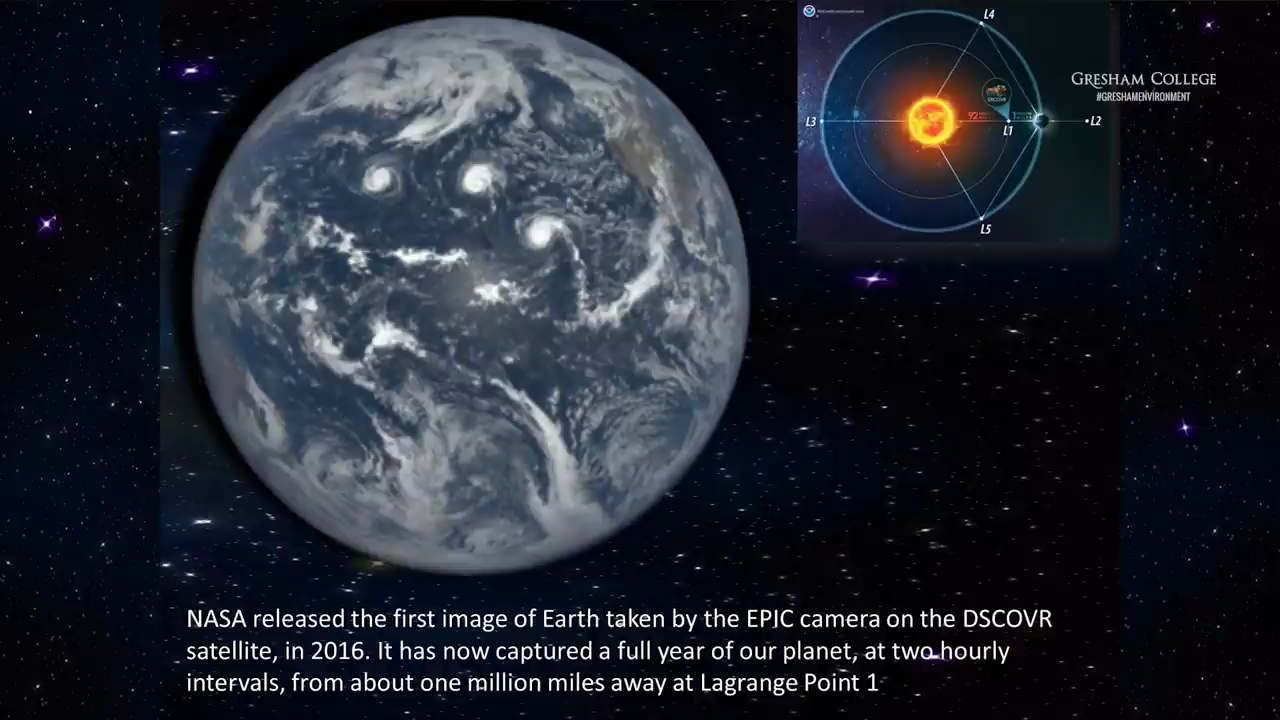 L4
GRESHAM COLLEGE
#GRESHAMENVIRONMENT
DSCOVR
L3
92
L1
L2
L5
NASA released the first image of Earth taken by the EPIC camera on the DSCOVR
satellite, in 2016. It has now captured a full year of our planet, at two hourly
intervals, from about one million miles away at Lagrange Point 1